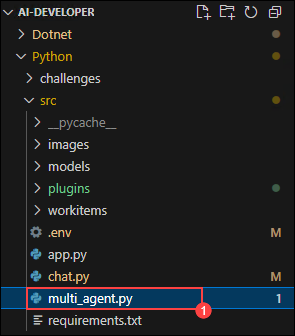 AI-DEVELOPER
Dotnet
Python
challenges
src
__pycache__
images
models
plugins
workitems
.env M
app.py
chat.py M
multi_agent.py 1 1
requirements.txt